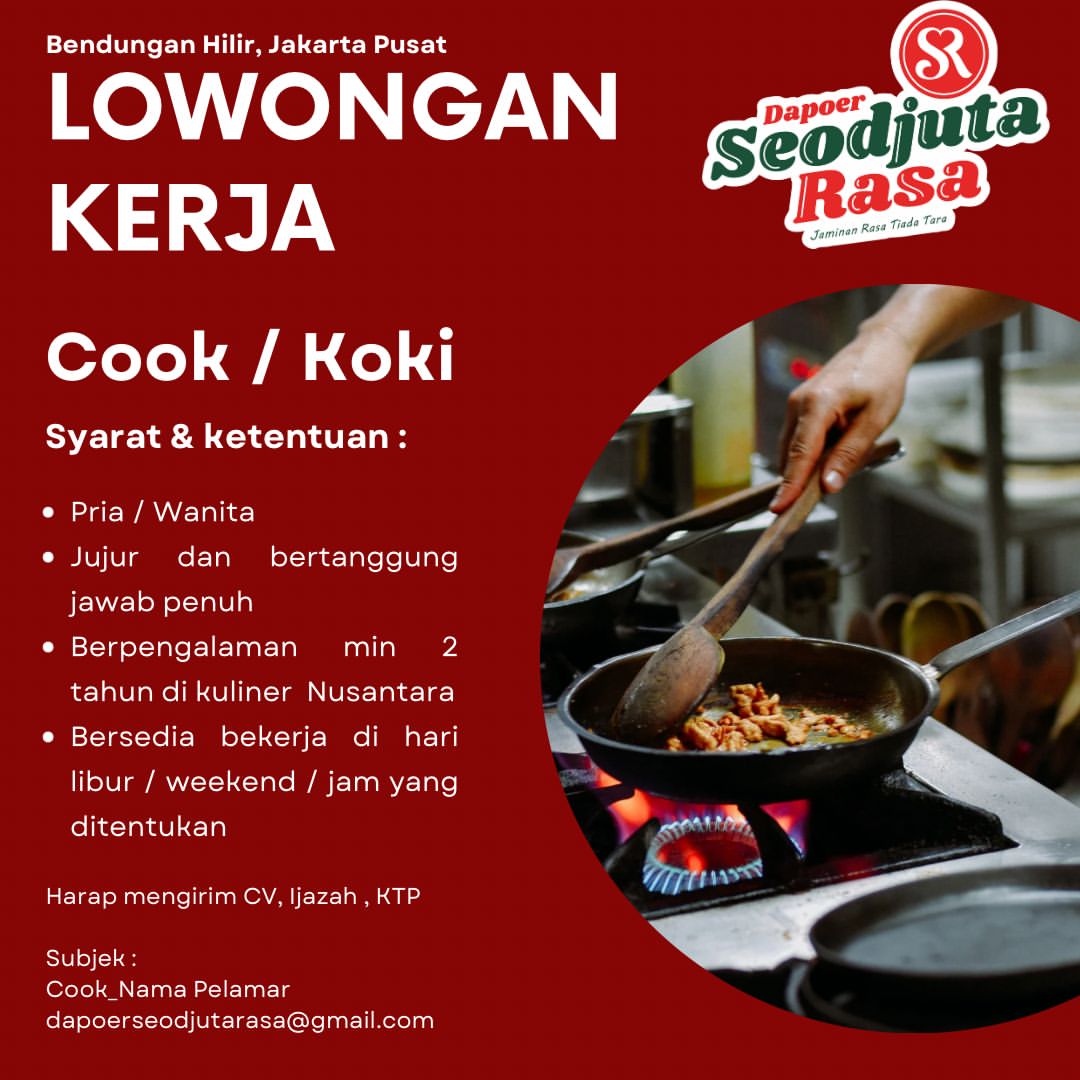 Bendungan Hilir, Jakarta Pusat
LOWONGAN
KERJA
SR
Dapoer
Seodjuta
Rasa
Jaminan Rasa Tiada Tara
Cook / Koki
Syarat & ketentuan :
Pria / Wanita
Jujur dan bertanggung
jawab penuh
Berpengalaman min 2
tahun di kuliner Nusantara
Bersedia bekerja di hari
libur / weekend / jam yang
ditentukan
Harap mengirim CV, Ijazah , KTP
Subjek :
Cook_Nama Pelamar
dapoerseodjutarasa@gmail.com